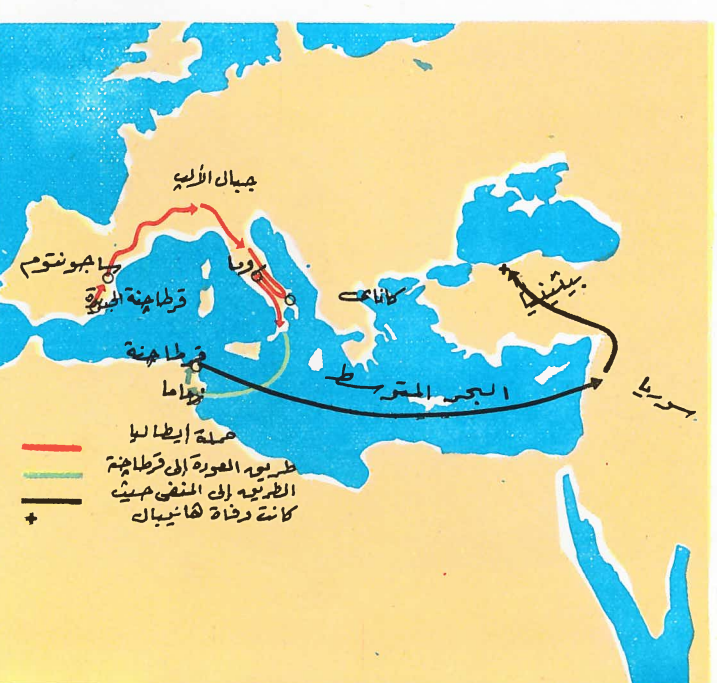 جبال الألب
ساجونتوم
روما
بيثينيا
قرطاجنة الجديدة
كاناى
قرطاجنة
زاما
البحر المتوسط
سوريا
حملة إيطاليا
طريق العودة إلى قرطاجنة
الطريق إلى المنفى حيث
كانت وفاة هانيبال